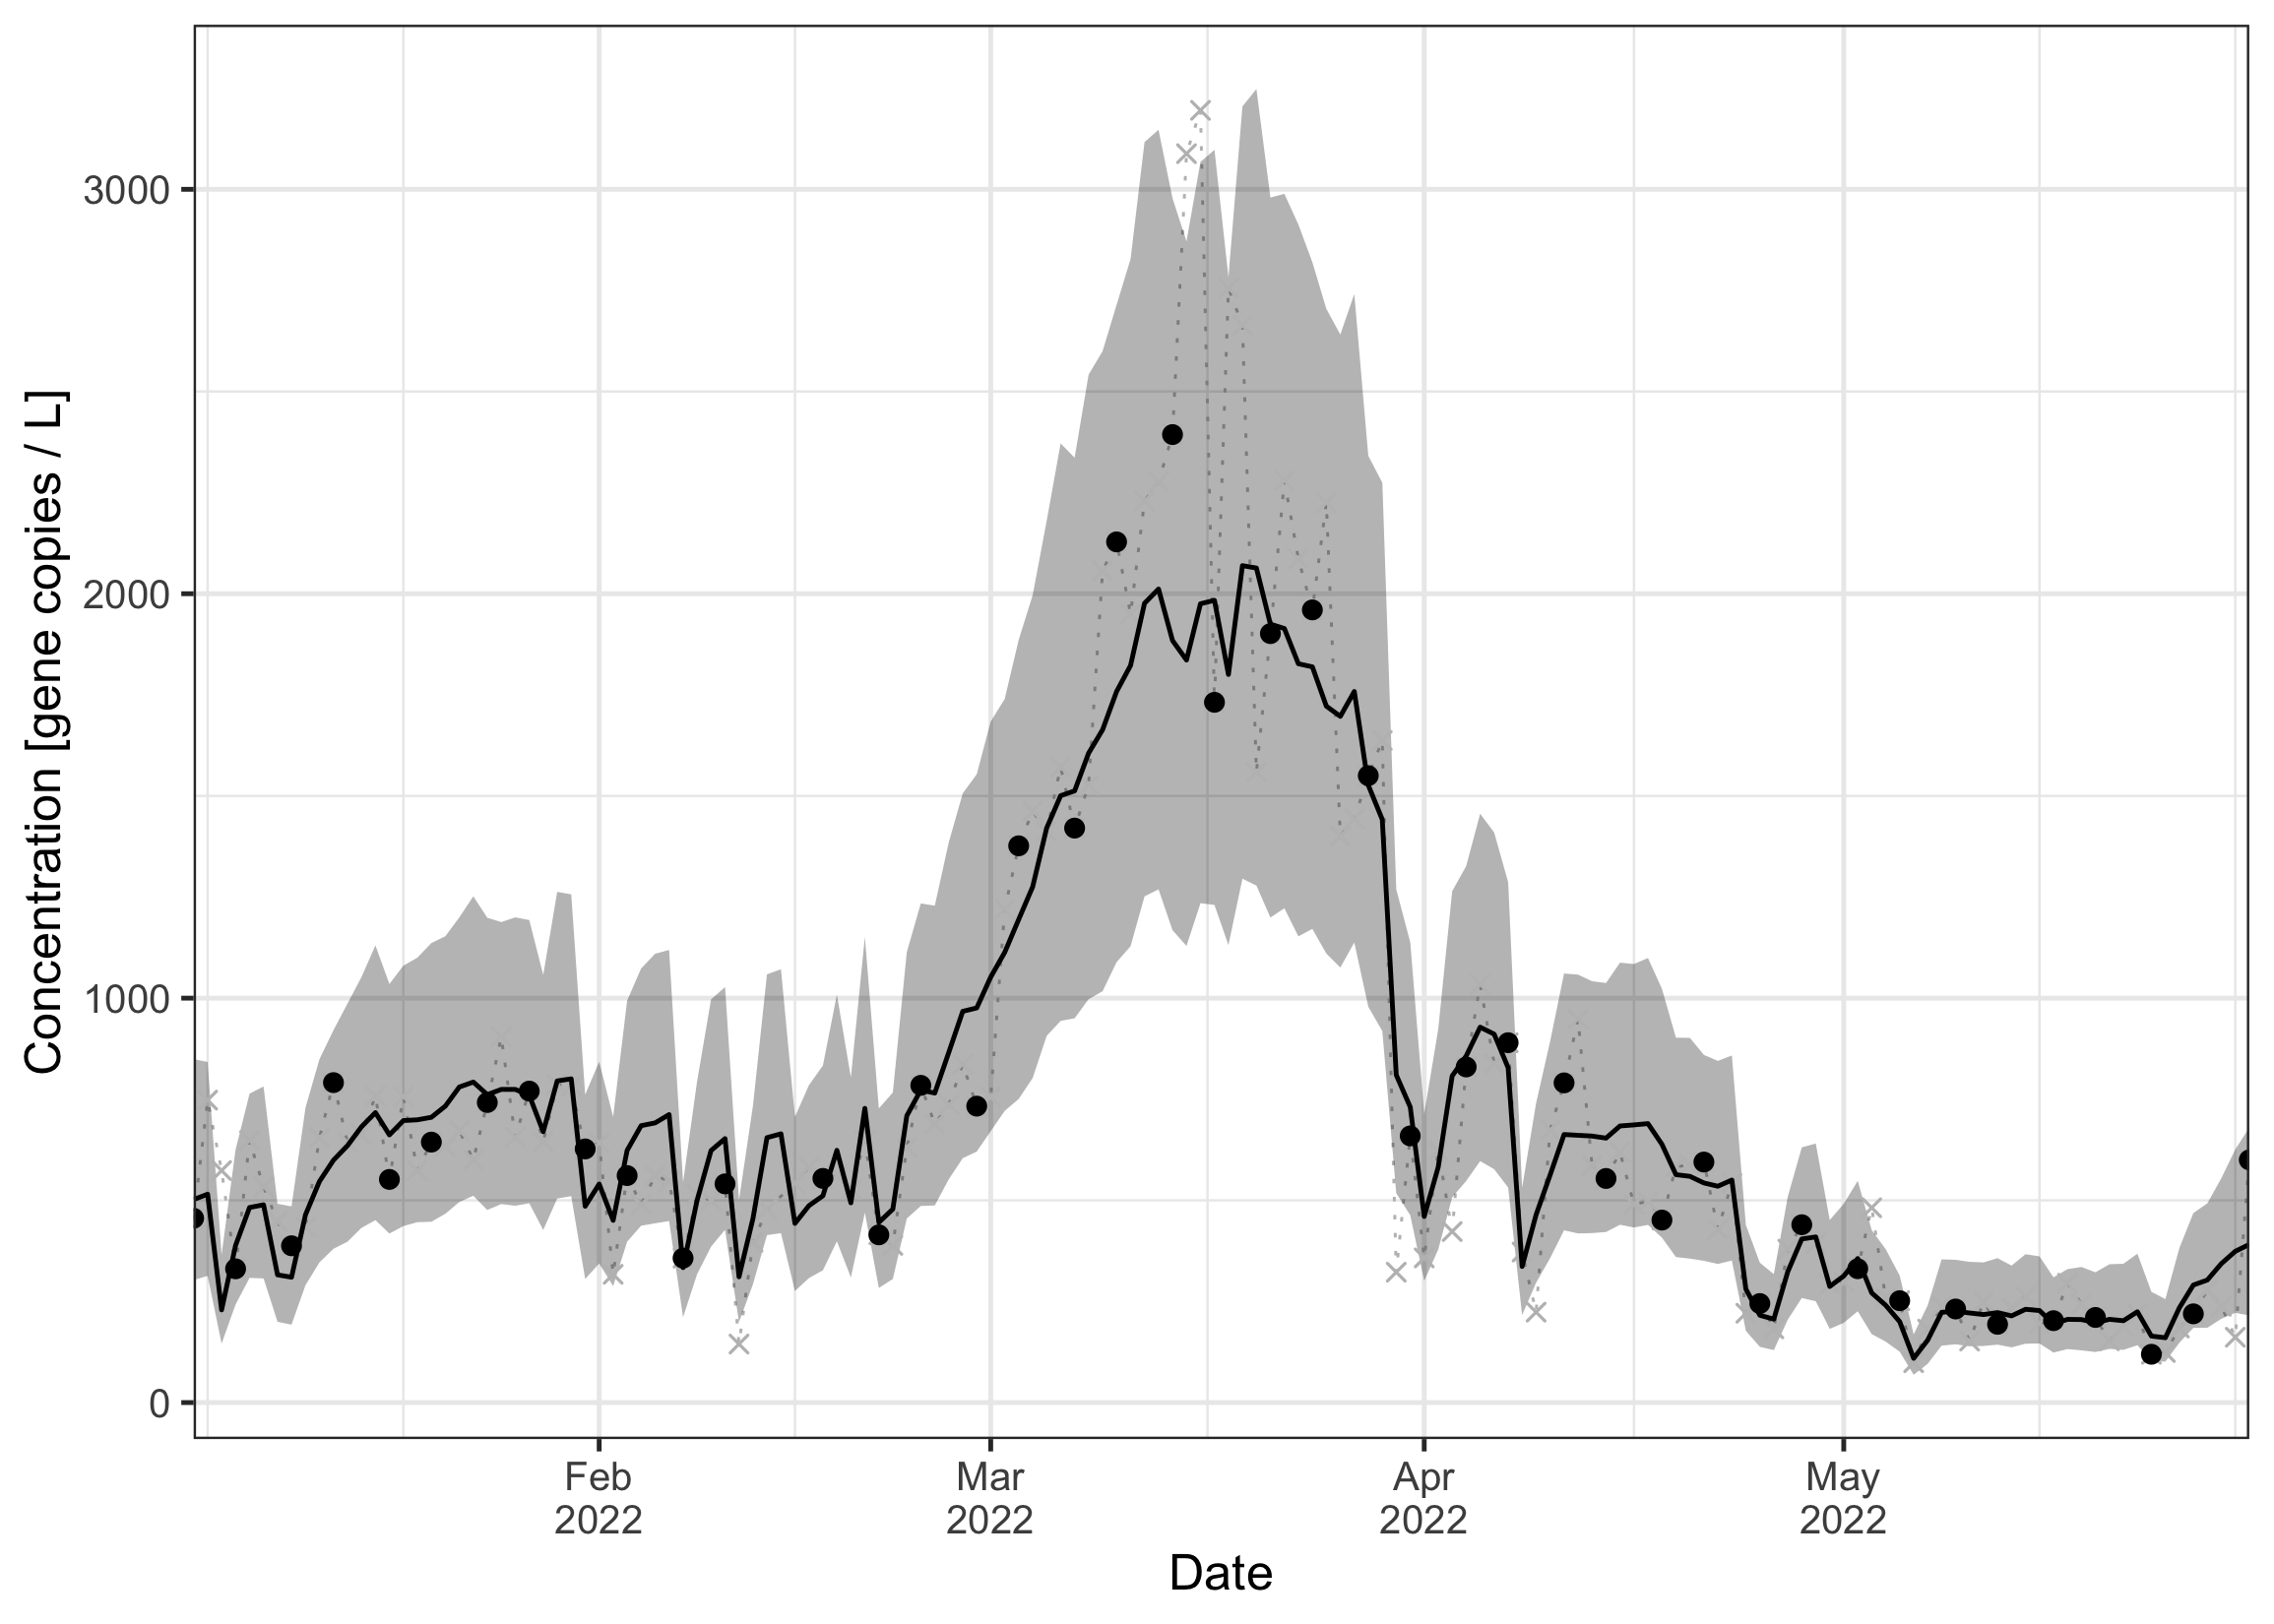 Concentration [gene copies / L]
3000
2000
1000
0
Feb
2022
Mar
2022
Apr
2022
May
2022
Date